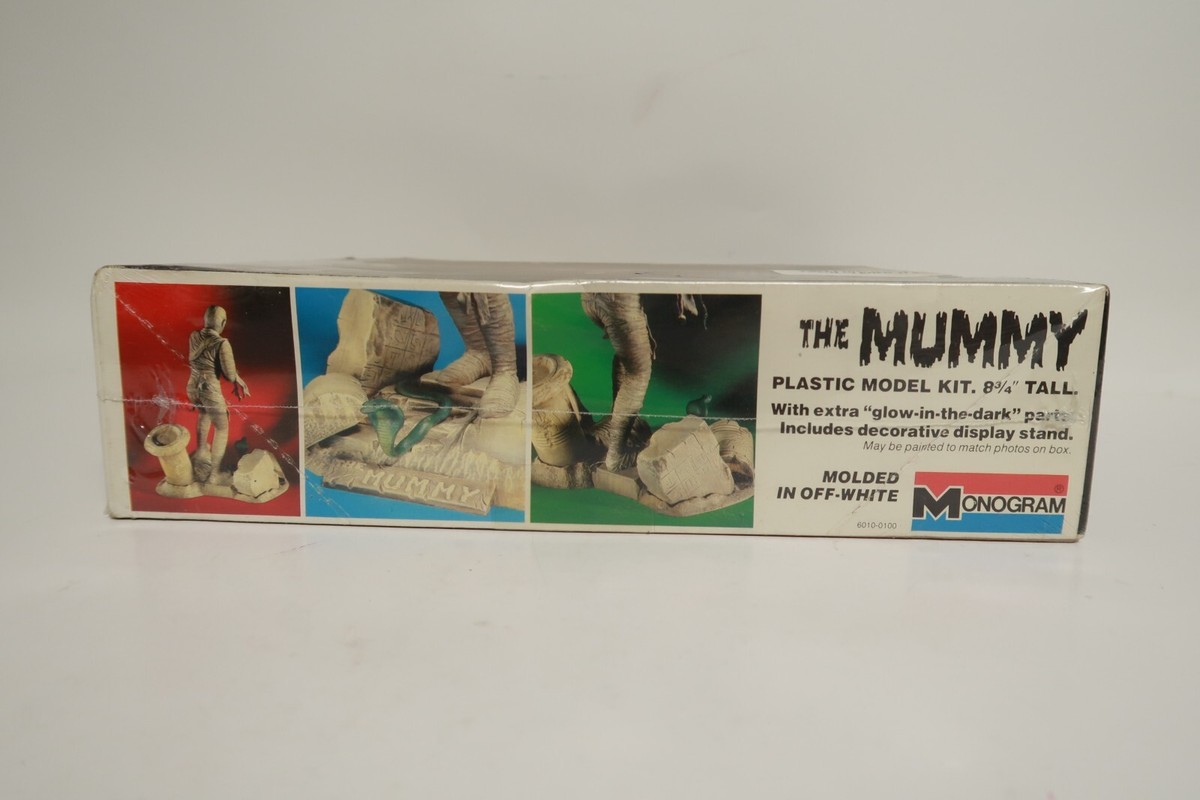 THE MUMMY
PLASTIC MODEL KIT. 8¾" TALL.
With extra "glow-in-the-dark" parts.
Includes decorative display stand.
May be painted to match photos on box.
MOLDED
IN OFF-WHITE
6010-0100
MONOGRAM®
THE MUMMY